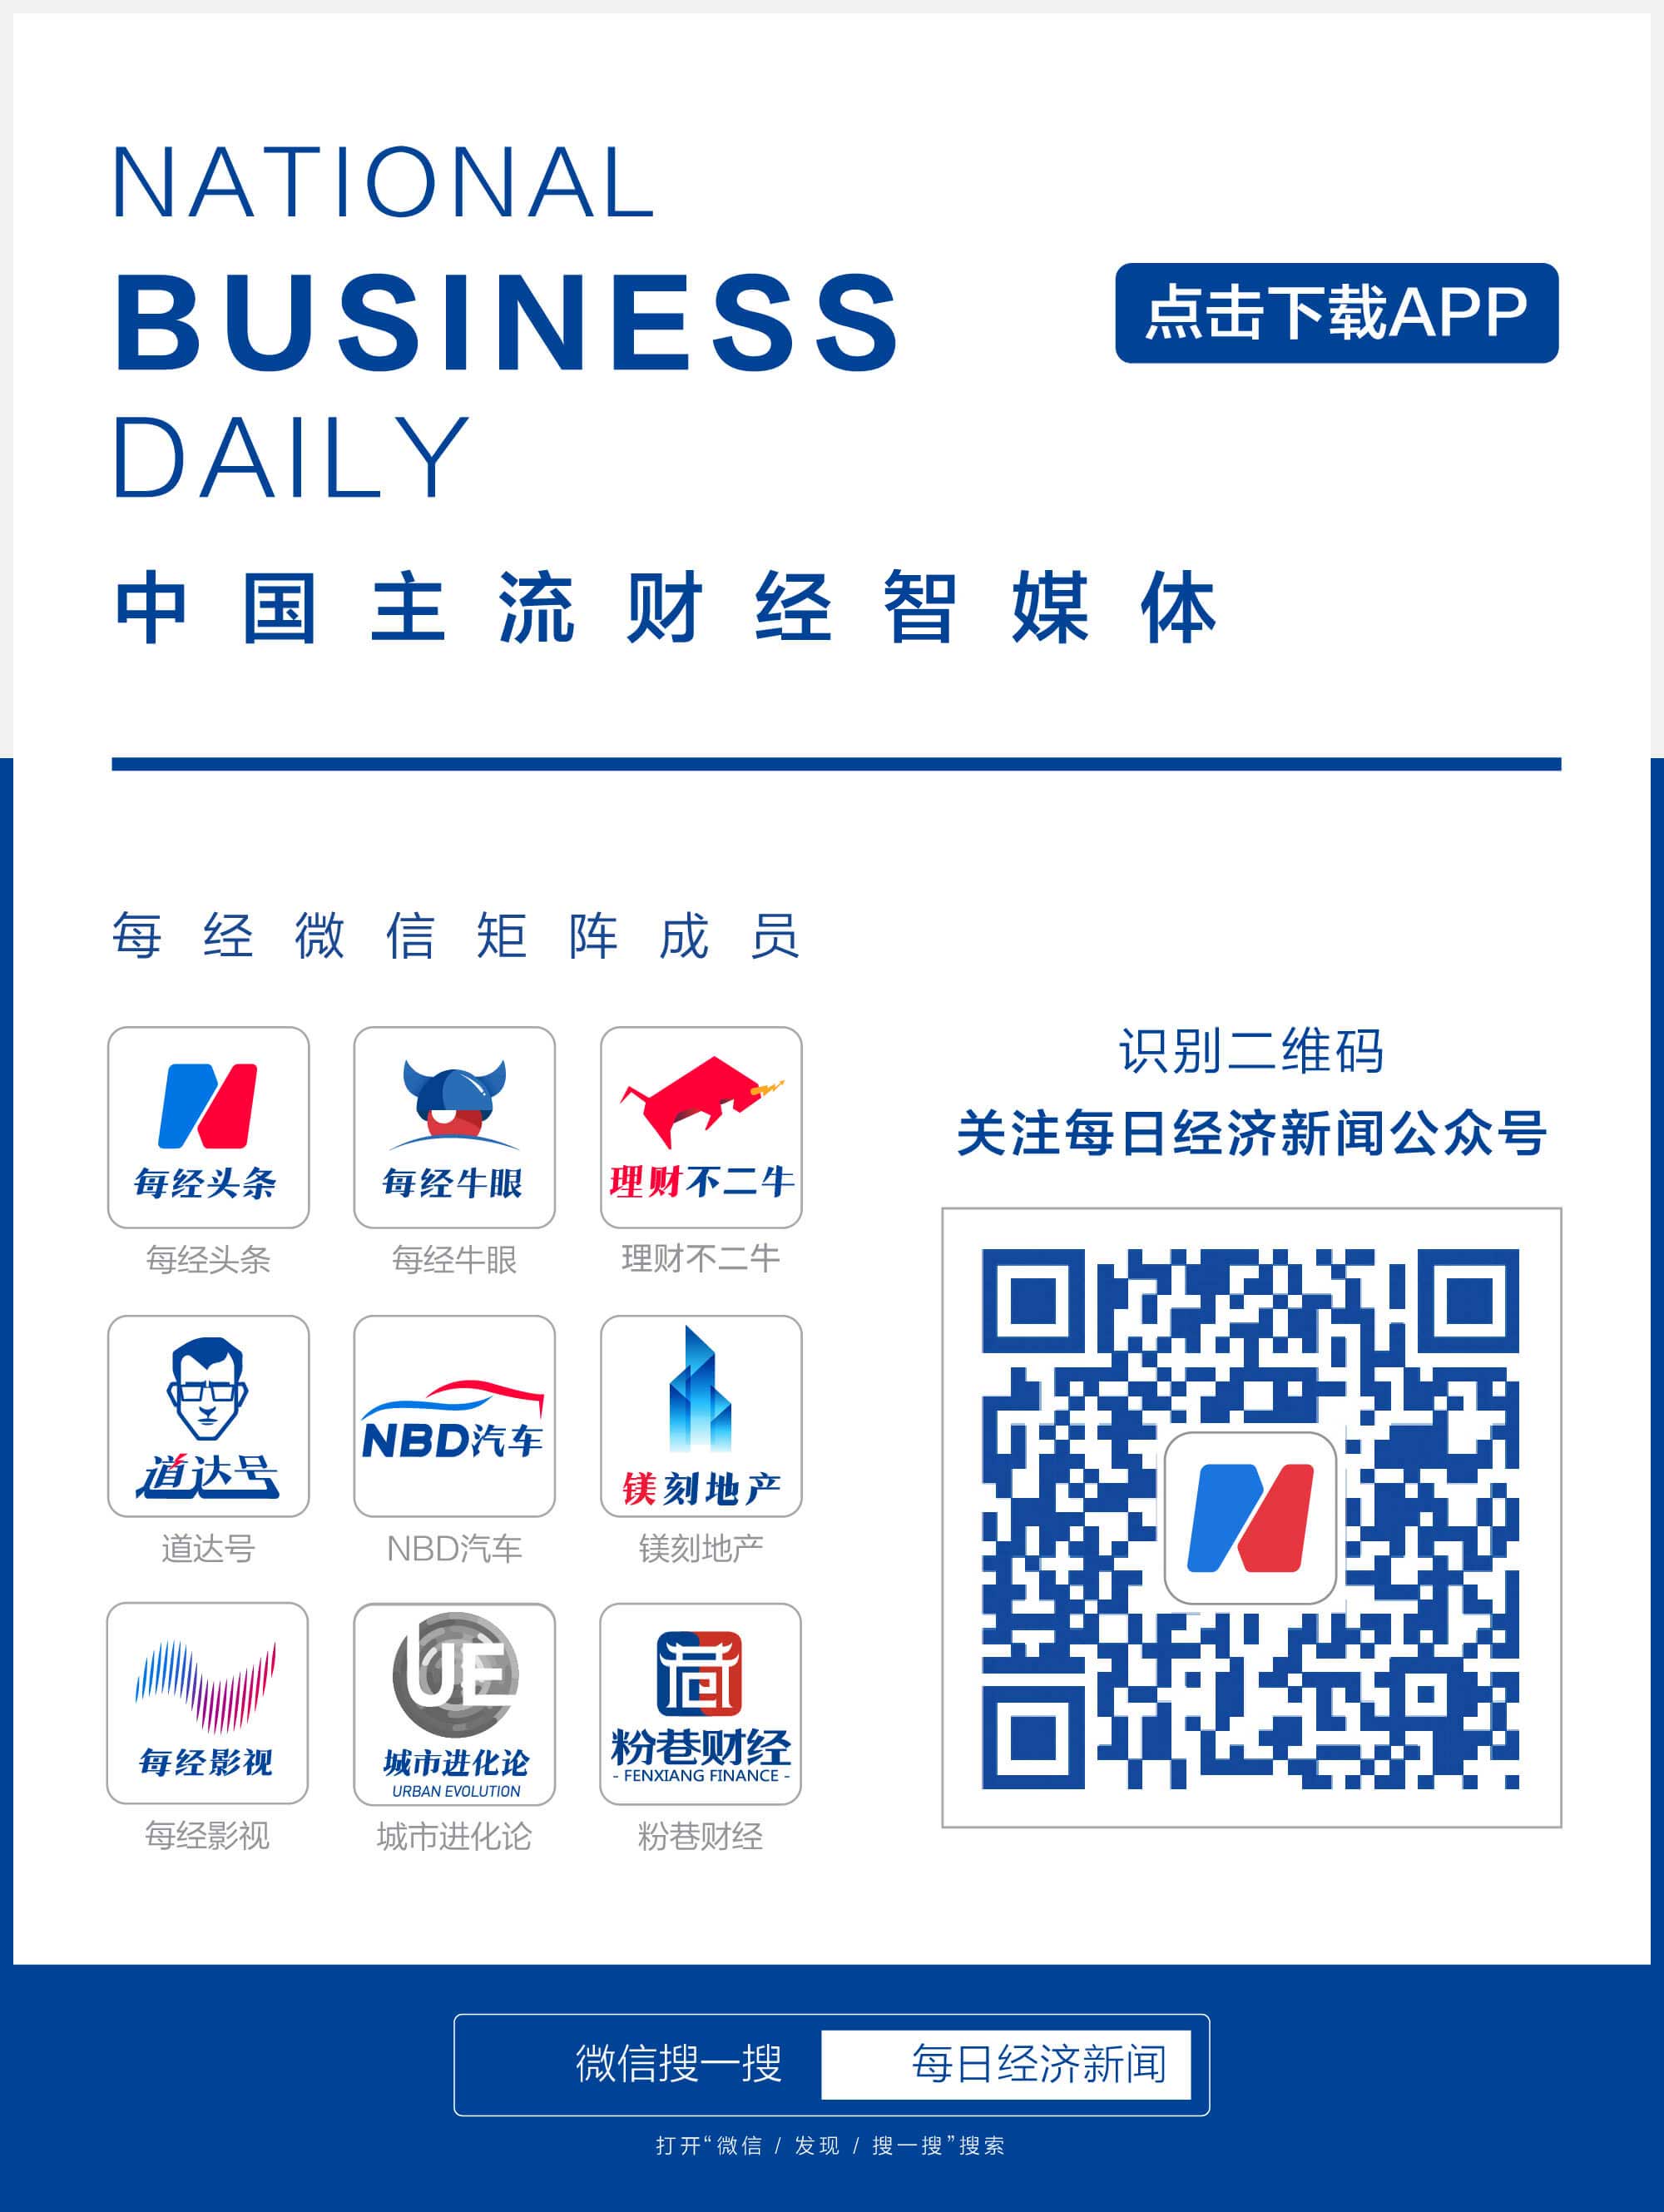 NATIONAL
BUSINESS
点击下载APP
DAILY
中国主流财经智媒体
每经微信矩阵成员
识别二维码
关注每日经济新闻公众号
每经头条
每经牛眼
理财不二牛
每经头条
每经牛眼
理财不二牛
道达号
NBD汽车
镁刻地产
道达号
NBD汽车
镁刻地产
每经影视
UE
城市进化论
URBAN EVOLUTION
粉巷财经
- FENXIANG FINANCE -
每经影视
城市进化论
粉巷财经
微信搜一搜
每日经济新闻
打开“微信 / 发现 / 搜一搜”搜索